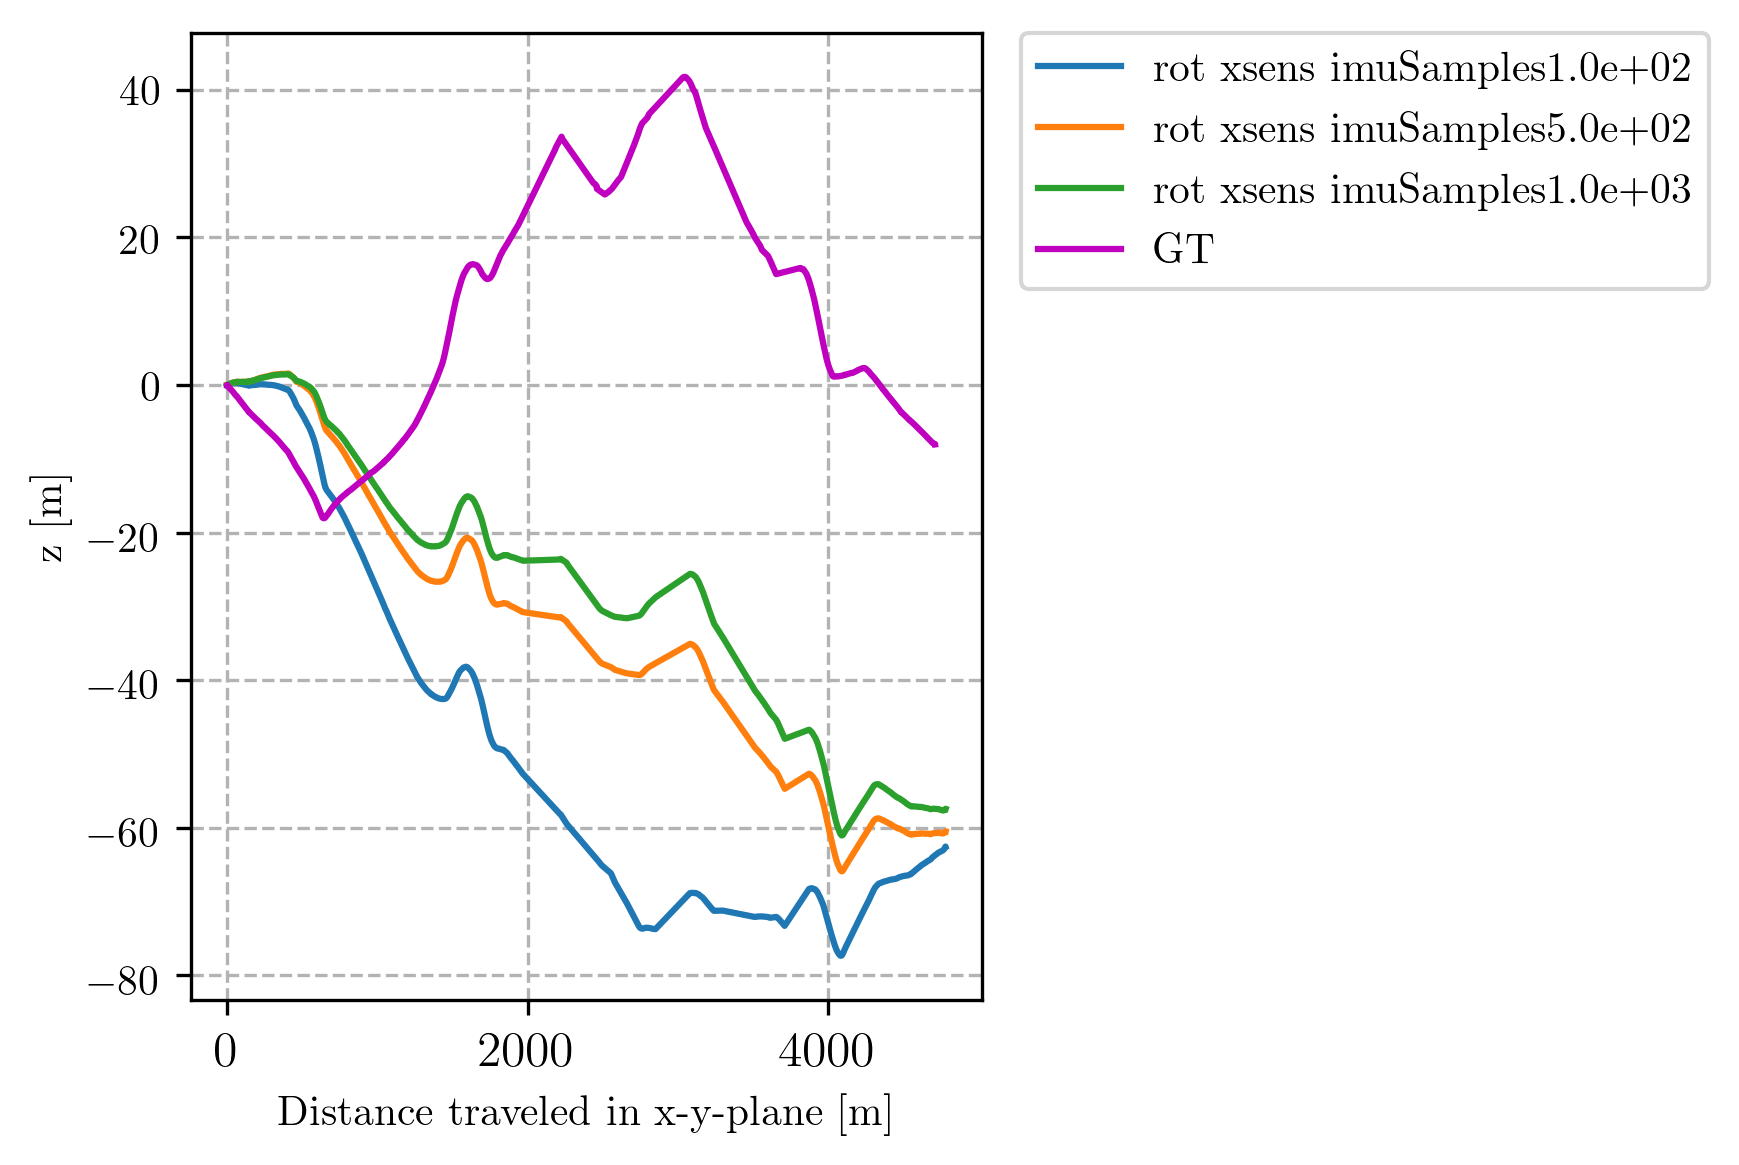 rot xsens imuSamples1.0e+02
rot xsens imuSamples5.0e+02
rot xsens imuSamples1.0e+03
GT
40
20
0
−20
−40
−60
−80
z [m]
0 2000 4000
Distance traveled in x-y-plane [m]